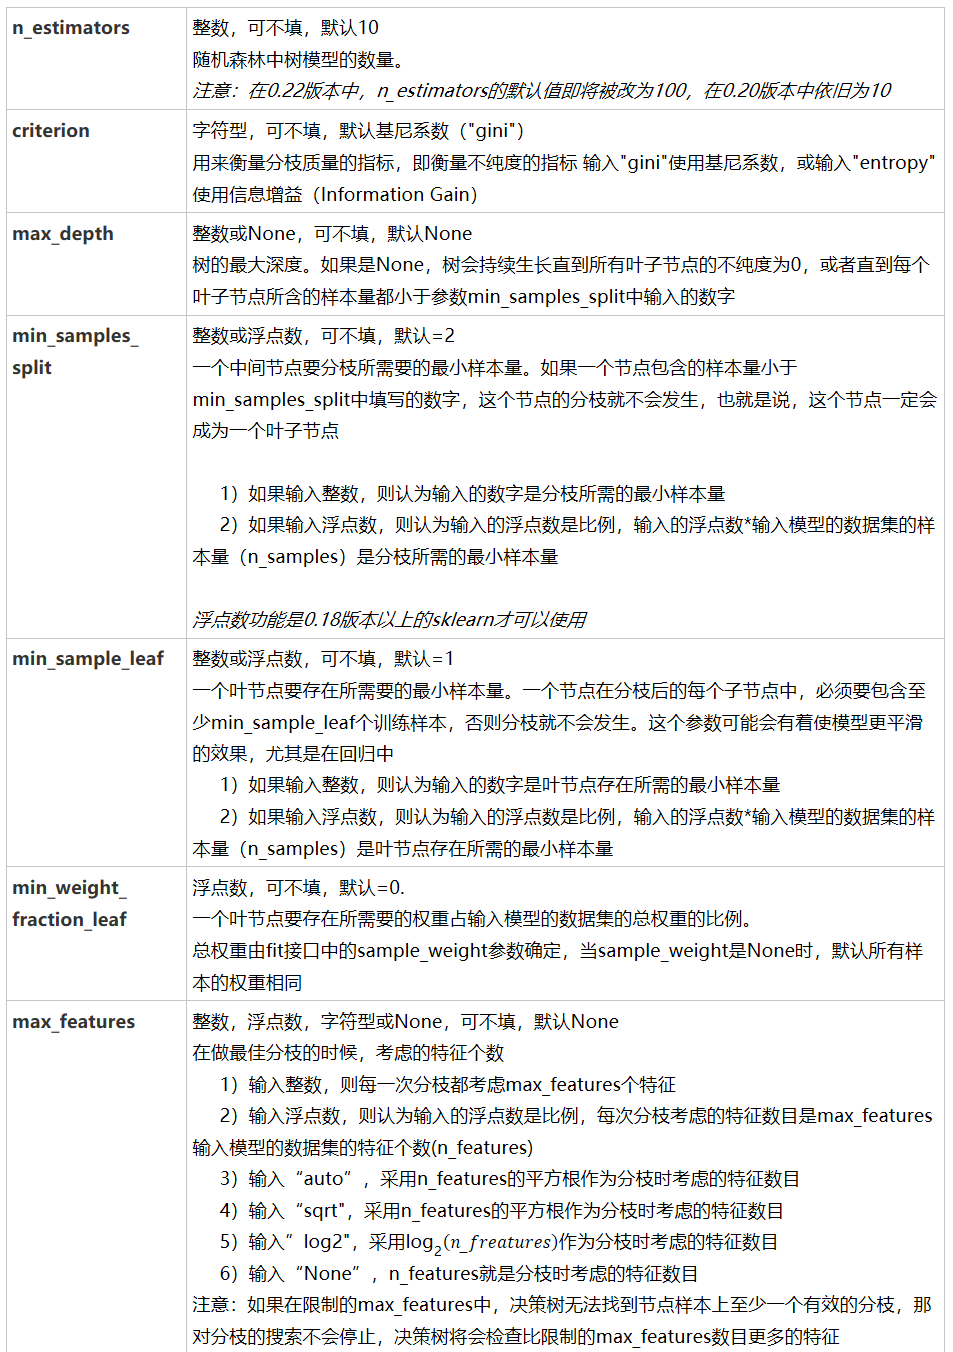 n_estimators
整数，可不填，默认10
随机森林中树模型的数量。
注意：在0.22版本中，n_estimators的默认值即将被改为100，在0.20版本中依旧为10
criterion
字符型，可不填，默认基尼系数（"gini"）
用来衡量分枝质量的指标，即衡量不纯度的指标 输入"gini"使用基尼系数，或输入"entropy"
使用信息增益（Information Gain）
max_depth
整数或None，可不填，默认None
树的最大深度。如果是None，树会持续生长直到所有叶子节点的不纯度为0，或者直到每个
叶子节点所含的样本量都小于参数min_samples_split中输入的数字
min_samples_
split
整数或浮点数，可不填，默认=2
一个中间节点要分枝所需要的最小样本量。如果一个节点包含的样本量小于
min_samples_split中填写的数字，这个节点的分枝就不会发生，也就是说，这个节点一定会
成为一个叶子节点
1）如果输入整数，则认为输入的数字是分枝所需的最小样本量
2）如果输入浮点数，则认为输入的浮点数是比例，输入的浮点数*输入模型的数据集的样
本量（n_samples）是分枝所需的最小样本量
浮点数功能是0.18版本以上的sklearn才可以使用
min_sample_leaf
整数或浮点数，可不填，默认=1
一个叶节点要存在所需要的最小样本量。一个节点在分枝后的每个子节点中，必须要包含至
少min_sample_leaf个训练样本，否则分枝就不会发生。这个参数可能会有着使模型更平滑
的效果，尤其是在回归中
1）如果输入整数，则认为输入的数字是叶节点存在所需的最小样本量
2）如果输入浮点数，则认为输入的浮点数是比例，输入的浮点数*输入模型的数据集的样
本量（n_samples）是叶节点存在所需的最小样本量
min_weight_
fraction_leaf
浮点数，可不填，默认=0.
一个叶节点要存在所需要的权重占输入模型的数据集的总权重的比例。
总权重由fit接口中的sample_weight参数确定，当sample_weight是None时，默认所有样
本的权重相同
max_features
整数，浮点数，字符型或None，可不填，默认None
在做最佳分枝的时候，考虑的特征个数
1）输入整数，则每一次分枝都考虑max_features个特征
2）输入浮点数，则认为输入的浮点数是比例，每次分枝考虑的特征数目是max_features
输入模型的数据集的特征个数(n_features)
3）输入“auto”，采用n_features的平方根作为分枝时考虑的特征数目
4）输入“sqrt"，采用n_features的平方根作为分枝时考虑的特征数目
5）输入”log2"，采用log₂(n_freatures)作为分枝时考虑的特征数目
6）输入“None”，n_features就是分枝时考虑的特征数目
注意：如果在限制的max_features中，决策树无法找到节点样本上至少一个有效的分枝，那
对分枝的搜索不会停止，决策树将会检查比限制的max_features数目更多的特征